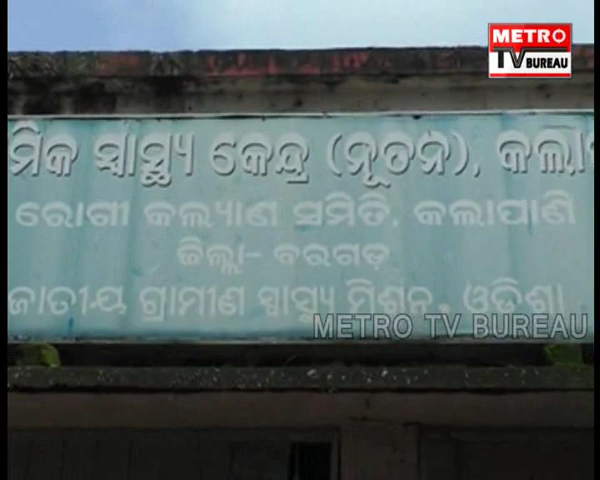 METRO
TV BUREAU
ମିକ ସ୍ୱାସ୍ଥ୍ୟ କେନ୍ଦ୍ର (ନୂତନ), କଲା
ରୋଗୀ କଲ୍ୟାଣ ସମିତି, କଲାପାଣି
ଜିଲ୍ଲା- ବରଗଡ଼
ଜାତୀୟ ଗ୍ରାମୀଣ ସ୍ୱାସ୍ଥ୍ୟ ମିଶନ, ଓଡ଼ିଶା
METRO TV BUREAU